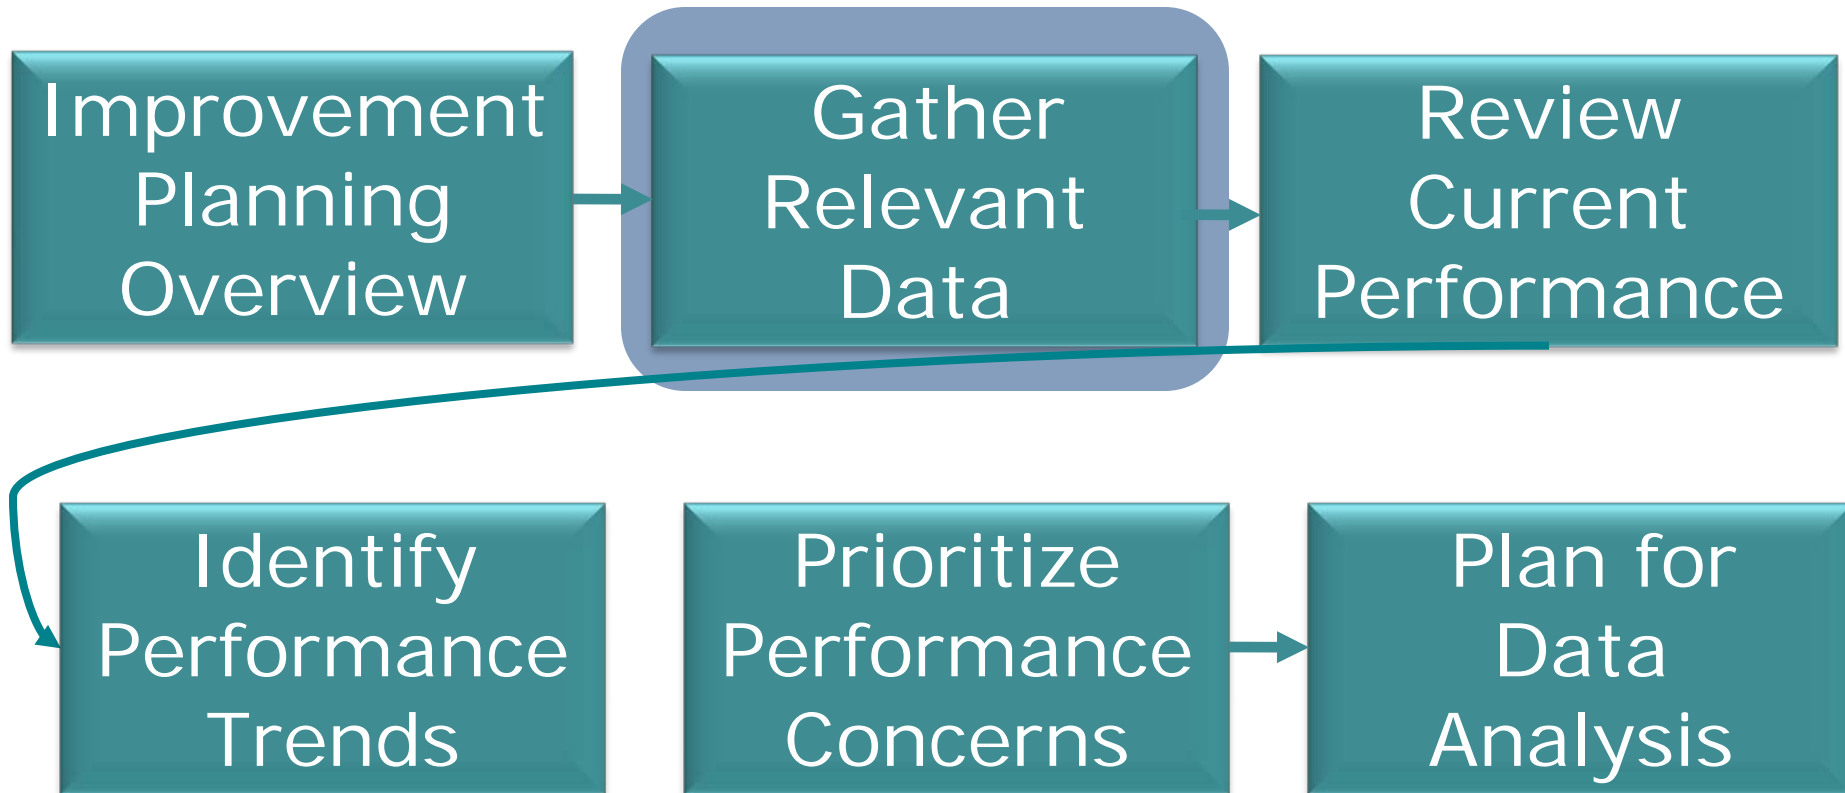 Improvement
Planning
Overview
Gather
Relevant
Data
Review
Current
Performance
Identify
Performance
Trends
Prioritize
Performance
Concerns
Plan for
Data
Analysis